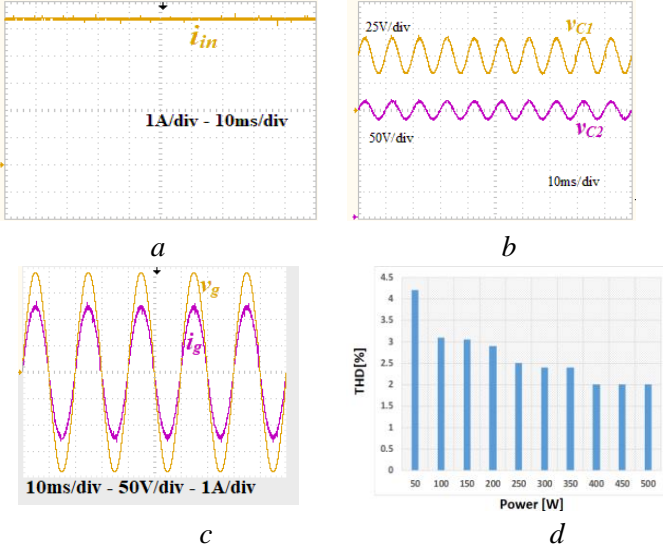 i_in
1A/div - 10ms/div
a
25V/div
v_C1
50V/div
v_C2
10ms/div
b
v_g
i_g
10ms/div - 50V/div - 1A/div
c
THD[%]
4.5
4
3.5
3
2.5
2
1.5
1
0.5
0
50 100 150 200 250 300 350 400 450 500
Power [W]
d